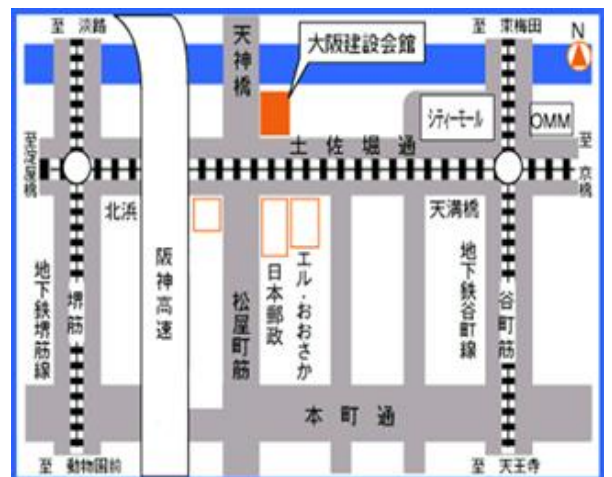 至 淡路
天神橋
大阪建設会館
至 東梅田
N
シティーモール
OMM
至淀屋橋
土佐堀通
至京橋
北浜
天満橋
阪神高速
日本郵政
エル・おおさか
地下鉄堺筋線
堺筋
松屋町筋
地下鉄谷町線
谷町筋
本町通
至 動物園前
至 天王寺